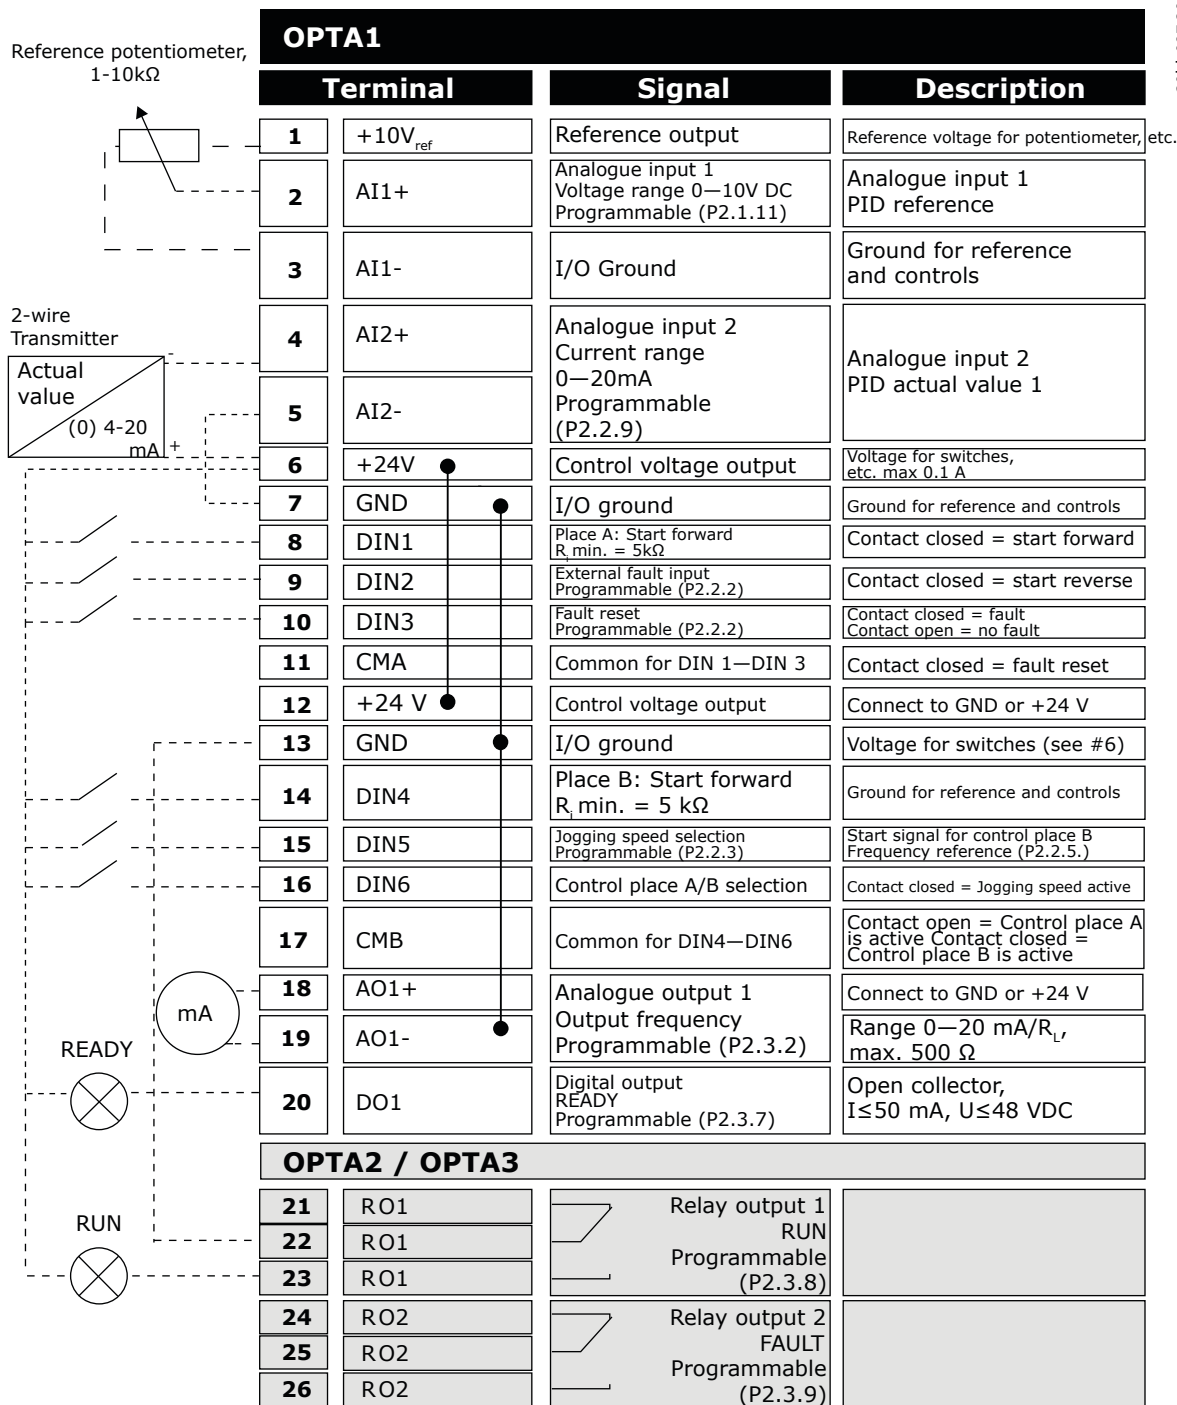 OPTA1
Reference potentiometer,
1-10kΩ
Terminal Signal Description
1 +10Vref Reference output Reference voltage for potentiometer, etc.
2 AI1+ Analogue input 1
Voltage range 0—10V DC
Programmable (P2.1.11)
Analogue input 1
PID reference
3 AI1- I/O Ground Ground for reference
and controls
2-wire
Transmitter
-
Actual
value
(0) 4-20
mA
+
4 AI2+
5 AI2-
Analogue input 2
Current range
0—20mA
Programmable
(P2.2.9)
Analogue input 2
PID actual value 1
6 +24V Control voltage output Voltage for switches,
etc. max 0.1 A
7 GND I/O ground Ground for reference and controls
8 DIN1 Place A: Start forward
Ri min. = 5kΩ
Contact closed = start forward
9 DIN2 External fault input
Programmable (P2.2.2)
Contact closed = start reverse
10 DIN3 Fault reset
Programmable (P2.2.2)
Contact closed = fault
Contact open = no fault
11 CMA Common for DIN 1—DIN 3 Contact closed = fault reset
12 +24 V Control voltage output Connect to GND or +24 V
13 GND I/O ground Voltage for switches (see #6)
14 DIN4 Place B: Start forward
Ri min. = 5 kΩ
Ground for reference and controls
15 DIN5 Jogging speed selection
Programmable (P2.2.3)
Start signal for control place B
Frequency reference (P2.2.5.)
16 DIN6 Control place A/B selection Contact closed = Jogging speed active
17 CMB Common for DIN4—DIN6 Contact open = Control place A
is active Contact closed =
Control place B is active
mA
18 AO1+
19 AO1-
Analogue output 1
Output frequency
Programmable (P2.3.2)
Connect to GND or +24 V
Range 0—20 mA/RL,
max. 500 Ω
READY
20 DO1 Digital output
READY
Programmable (P2.3.7)
Open collector,
I≤50 mA, U≤48 VDC
OPTA2 / OPTA3
RUN
21 RO1
22 RO1
23 RO1
Relay output 1
RUN
Programmable
(P2.3.8)
24 RO2
25 RO2
26 RO2
Relay output 2
FAULT
Programmable
(P2.3.9)